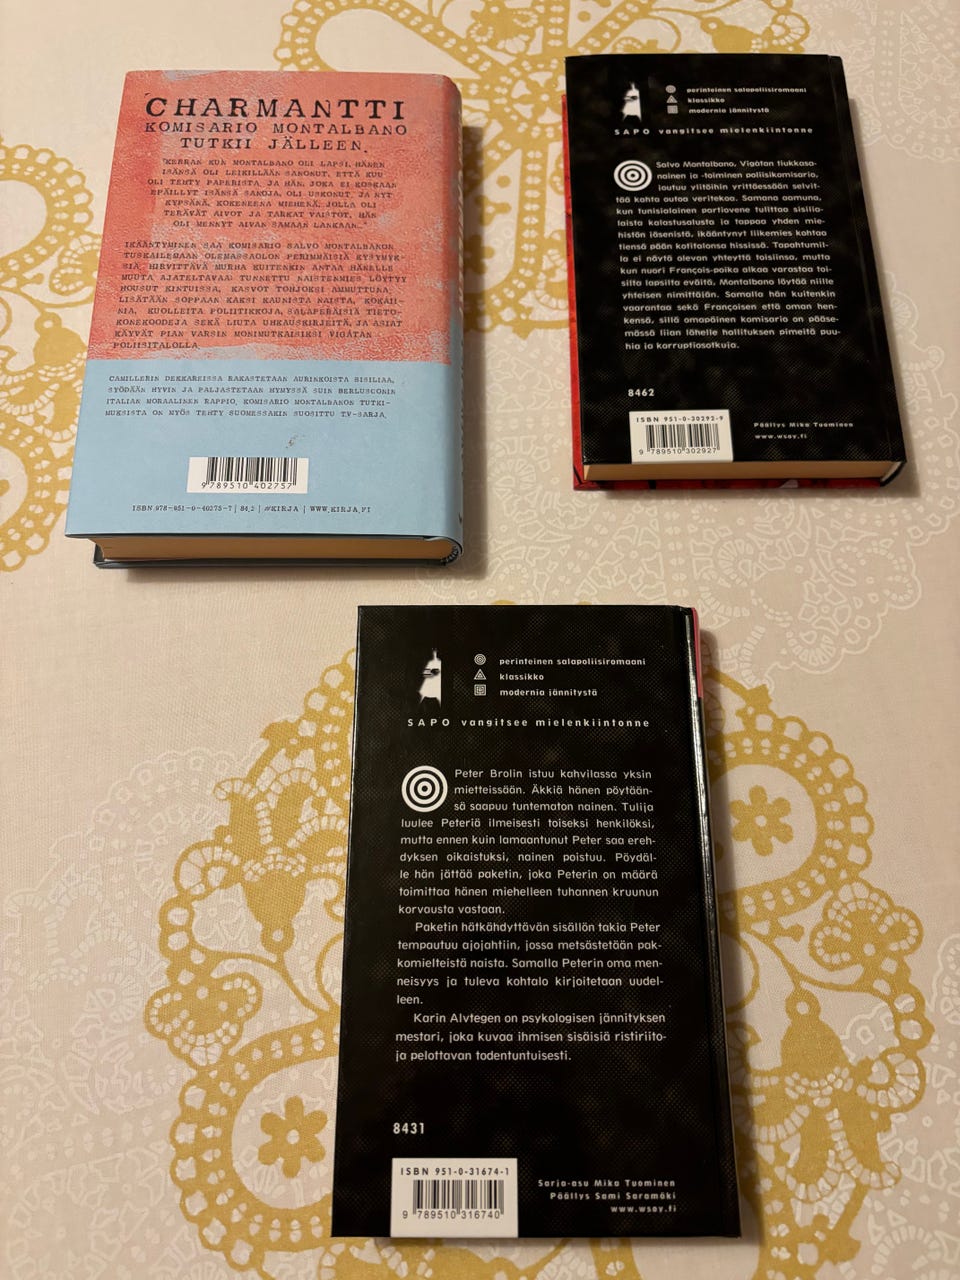 CHARMANTTI
KOMISARIO MONTALBANO
TUTKII JÄLLEEN.
"KERRAN KUN MONTALBANO OLI LAPSI, HÄNEN
ISÄNSÄ OLI LEIKILLÄÄN SANONUT, ETTÄ KUU
OLI TEHTY PAPERISTA. JA HÄN, JOKA EI KOSKAAN
EPÄILLYT ISÄNSÄ SANOJA, OLI USKONUT. JA NYT
KYPSÄNÄ, KOKENEENA MIEHENÄ, JOLLA OLI
TERÄVÄT AIVOT JA TARKAT VAISTOT, HÄN
OLI MENNYT AIVAN SAMAAN LANKAAN..."
IKÄÄNTYMINEN SAA KOMISARIO SALVO MONTALBANON
TUSKAILEMAAN OLEMASSAOLON PERIMMÄISIÄ KYSYMYK-
SIÄ. HIRVITTÄVÄ MURHA KUITENKIN ANTAA HÄNELLE
MUUTA AJATELTAVAA: TUNNETTU NAISTENMIES LÖYTYY
HOUSUT KINTUISSA, KASVOT TOHJOKSI AMMUTTUNA.
LISÄTÄÄN SOPPAAN KAKSI KAUNISTA NAISTA, KOKAII-
NIA, KUOLLEITA POLIITIKKOJA, SALAPERÄISIÄ TIETO-
KONEKOODEJA SEKÄ LIUTA UHKAUSKIRJEITÄ, JA ASIAT
KÄYVÄT PIAN VARSIN MONIMUTKAISIKSI VIGÀTAN
POLIISITALOLLA.
CAMILLERIN DEKKAREISSA RAKASTETAAN AURINKOISTA SISILIAA,
SYÖDÄÄN HYVIN JA PALJASTETAAN HYMYSSÄ SUIN BERLUSCONIN
ITALIAN MORAALINEN RAPPIO. KOMISARIO MONTALBANON TUTKI-
MUKSISTA ON MYÖS TEHTY SUOMESSAKIN SUOSITTU TV-SARJA.
9 789510 402757
ISBN 978-951-0-40275-7 | 84.2 | #KIRJA | WWW.KIRJA.FI
perinteinen salapoliisiromaani
klassikko
modernia jännitystä
SAPO vangitsee mielenkiintonne
Salvo Montalbano, Vigàtan tiukkasa-
nainen ja -toiminen poliisikomisario,
joutuu ylitöihin yrittäessään selvit-
tää kahta outoa veritekoa. Samana aamuna,
kun tunisialainen partiovene tulittaa sisilia-
laista kalastusalusta ja tappaa yhden mie-
histön jäsenistä, ikääntynyt liikemies kohtaa
tiensä pään kotitalonsa hississä. Tapahtumil-
la ei näytä olevan yhteyttä toisiinsa, mutta
kun nuori François-poika alkaa varastaa toi-
silta lapsilta eväitä, Montalbano löytää niille
yhteisen nimittäjän. Samalla hän kuitenkin
vaarantaa sekä Françoisen että oman hen-
kensä, sillä omapäinen komisario on pääse-
mässä liian lähelle hallituksen pimeitä puu-
hia ja korruptiosotkuja.
8462
ISBN 951-0-30292-9
9 789510 302927
Päällys Mika Tuominen
www.wsoy.fi
perinteinen salapoliisiromaani
klassikko
modernia jännitystä
SAPO vangitsee mielenkiintonne
Peter Brolin istuu kahvilassa yksin
mietteissään. Äkkiä hänen pöytään-
sä saapuu tuntematon nainen. Tulija
luulee Peteriä ilmeisesti toiseksi henkilöksi,
mutta ennen kuin lamaantunut Peter saa ereh-
dyksen oikaistuksi, nainen poistuu. Pöydäl-
le hän jättää paketin, joka Peterin on määrä
toimittaa hänen miehelleen tuhannen kruunun
korvausta vastaan.
Paketin hätkähdyttävän sisällön takia Peter
tempautuu ajojahtiin, jossa metsästetään pak-
komielteistä naista. Samalla Peterin oma men-
neisyys ja tuleva kohtalo kirjoitetaan uudel-
leen.
Karin Alvtegen on psykologisen jännityksen
mestari, joka kuvaa ihmisen sisäisiä ristiriito-
ja pelottavan todentuntuisesti.
8431
ISBN 951-0-31674-1
9 789510 316740
Sarja-asu Mika Tuominen
Päällys Sami Saramäki
www.wsoy.fi